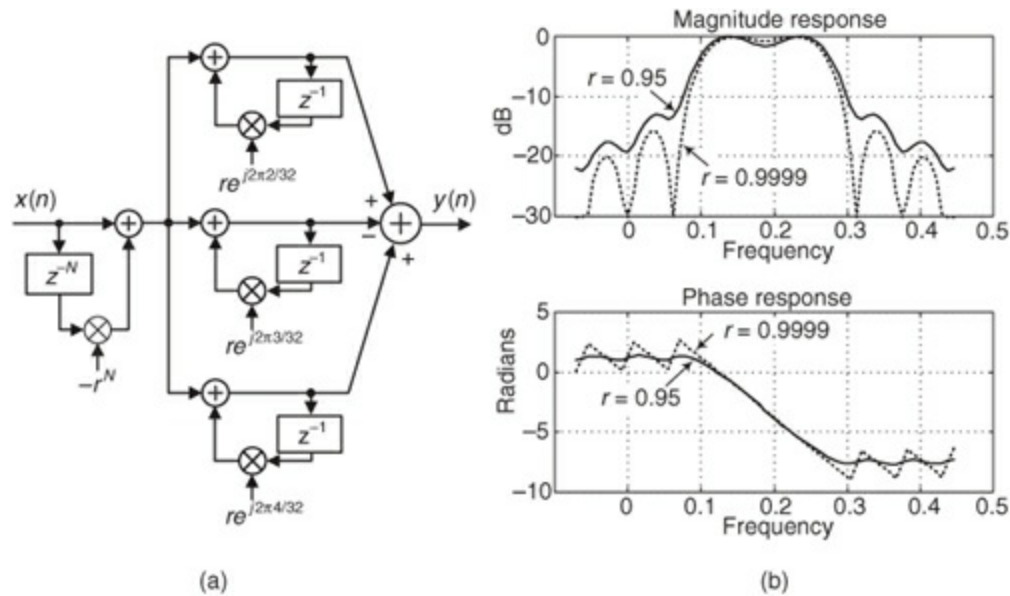 x(n)
z⁻ᴺ
−rᴺ
z⁻¹
re^{j2π2/32}
z⁻¹
re^{j2π3/32}
z⁻¹
re^{j2π4/32}
+
−
+
y(n)
(a)
Magnitude response
dB
0
−10
−20
−30
r = 0.95
r = 0.9999
0 0.1 0.2 0.3 0.4 0.5
Frequency
Phase response
Radians
5
0
−5
−10
r = 0.9999
r = 0.95
0 0.1 0.2 0.3 0.4 0.5
Frequency
(b)